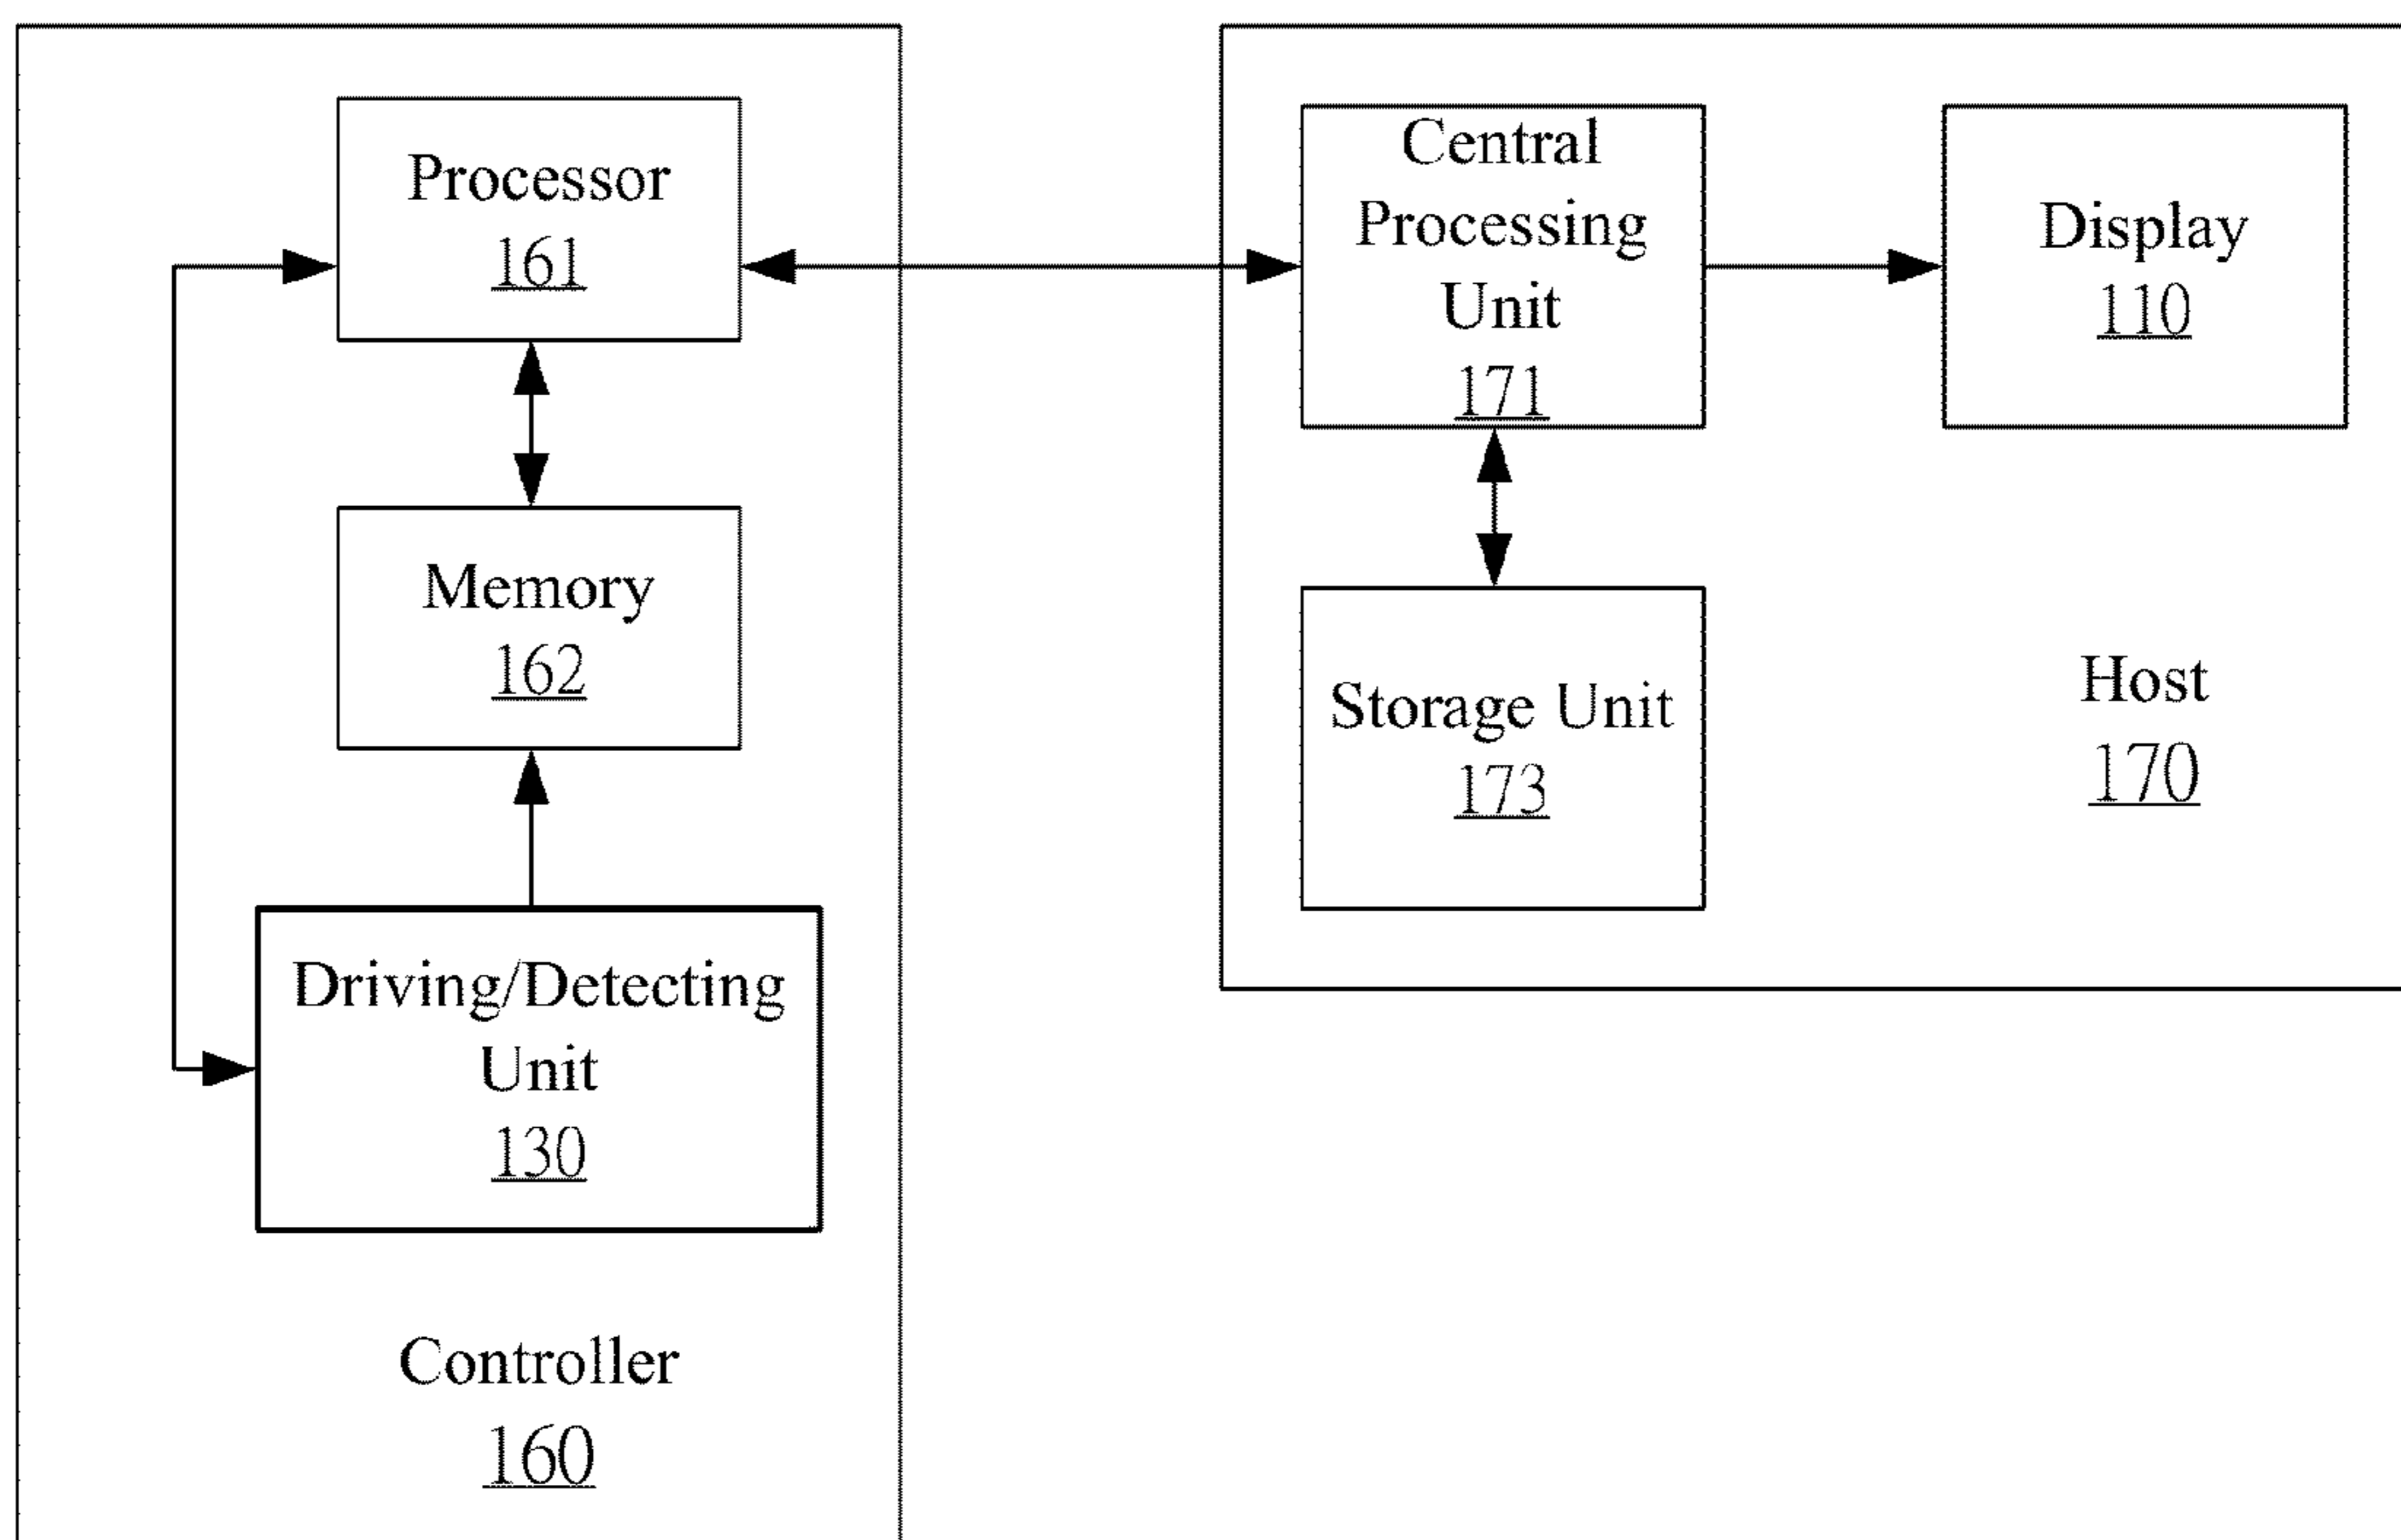 Processor
161
Memory
162
Driving/Detecting
Unit
130
Controller
160
Central
Processing
Unit
171
Display
110
Storage Unit
173
Host
170